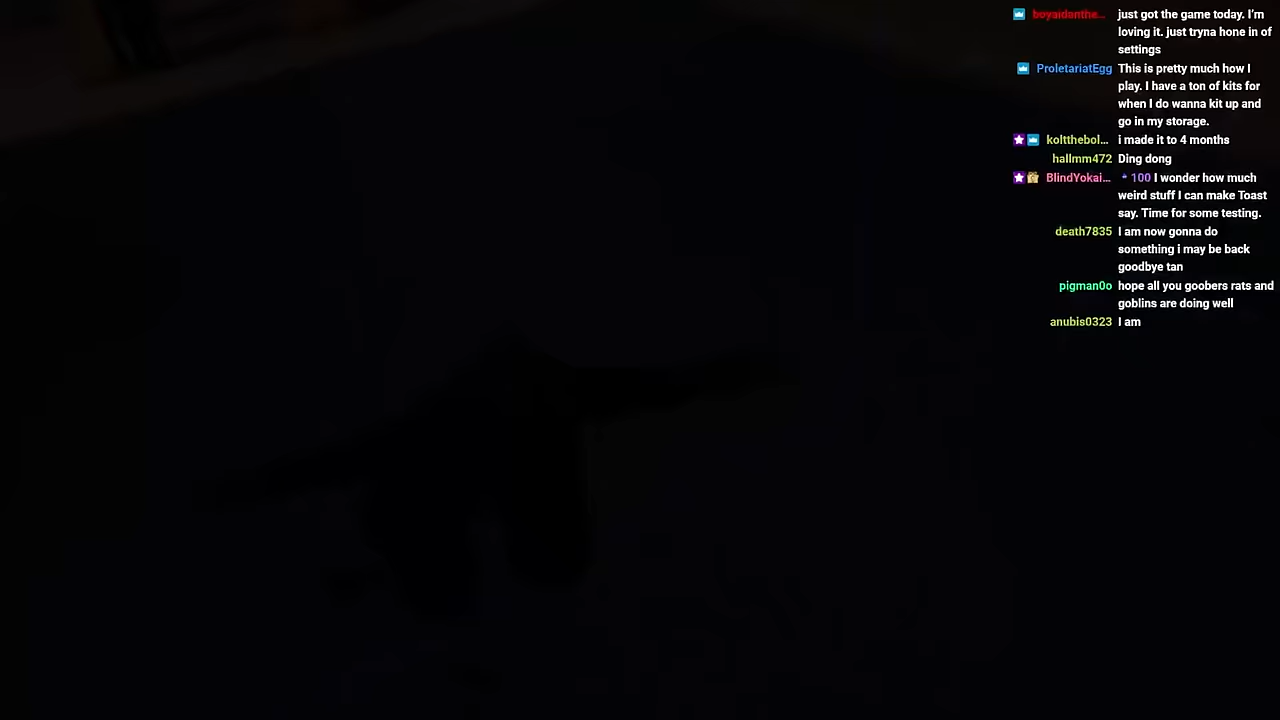 boyaidenthe... just got the game today. I'm
loving it. just tryna hone in of
settings
ProletariatEgg This is pretty much how I
play. I have a ton of kits for
when I do wanna kit up and
go in my storage.
koltthebol... i made it to 4 months
hallmm472 Ding dong
BlindYokai... 100 I wonder how much
weird stuff I can make Toast
say. Time for some testing.
death7835 I am now gonna do
something i may be back
goodbye tan
pigman0o hope all you goobers rats and
goblins are doing well
anubis0323 I am